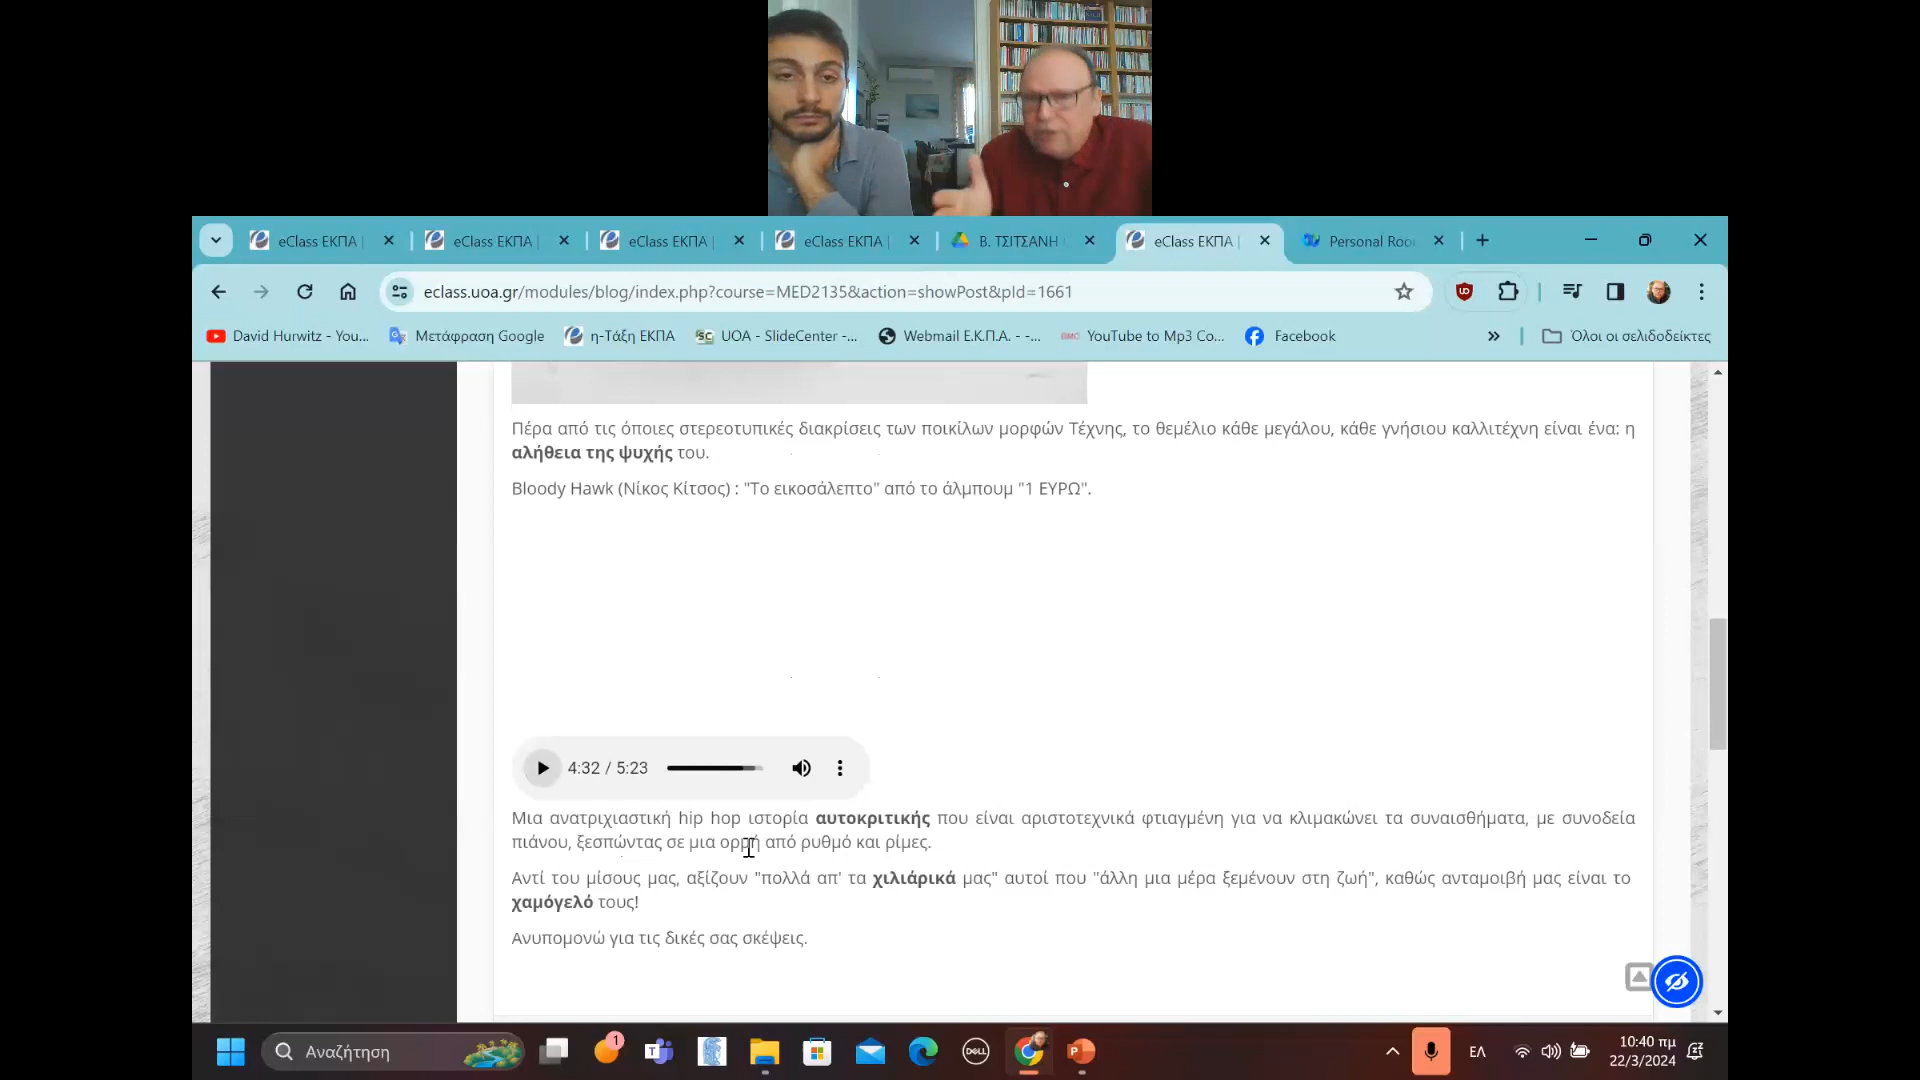 eClass ΕΚΠΑ |
eClass ΕΚΠΑ |
eClass ΕΚΠΑ |
eClass ΕΚΠΑ |
Β. ΤΣΙΤΣΑΝΗ
eClass ΕΚΠΑ |
Personal Roo
eclass.uoa.gr/modules/blog/index.php?course=MED2135&action=showPost&pId=1661
David Hurwitz - You...
Μετάφραση Google
η-Τάξη ΕΚΠΑ
UOA - SlideCenter -...
Webmail Ε.Κ.Π.Α. - -...
YouTube to Mp3 Co...
Facebook
»
Όλοι οι σελιδοδείκτες
Πέρα από τις όποιες στερεοτυπικές διακρίσεις των ποικίλων μορφών Τέχνης, το θεμέλιο κάθε μεγάλου, κάθε γνήσιου καλλιτέχνη είναι ένα: η
αλήθεια της ψυχής του.
Bloody Hawk (Νίκος Κίτσος) : "Το εικοσάλεπτο" από το άλμπουμ "1 ΕΥΡΩ".
4:32 / 5:23
Μια ανατριχιαστική hip hop ιστορία αυτοκριτικής που είναι αριστοτεχνικά φτιαγμένη για να κλιμακώνει τα συναισθήματα, με συνοδεία
πιάνου, ξεσπώντας σε μια ορμή από ρυθμό και ρίμες.
Αντί του μίσους μας, αξίζουν "πολλά απ' τα χιλιάρικά μας" αυτοί που "άλλη μια μέρα ξεμένουν στη ζωή", καθώς ανταμοιβή μας είναι το
χαμόγελό τους!
Ανυπομονώ για τις δικές σας σκέψεις.
Αναζήτηση
1
DELL
ΕΛ
10:40 πμ
22/3/2024